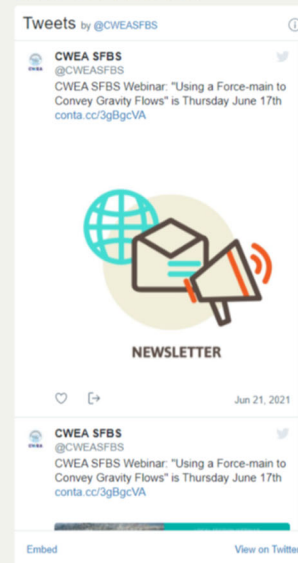 Tweets by @CWEASFBS
CWEA SFBS
@CWEASFBS
CWEA SFBS Webinar: "Using a Force-main to
Convey Gravity Flows" is Thursday June 17th
conta.cc/3gBgcVA
NEWSLETTER
Jun 21, 2021
CWEA SFBS
@CWEASFBS
CWEA SFBS Webinar: "Using a Force-main to
Convey Gravity Flows" is Thursday June 17th
conta.cc/3gBgcVA
Embed
View on Twitter